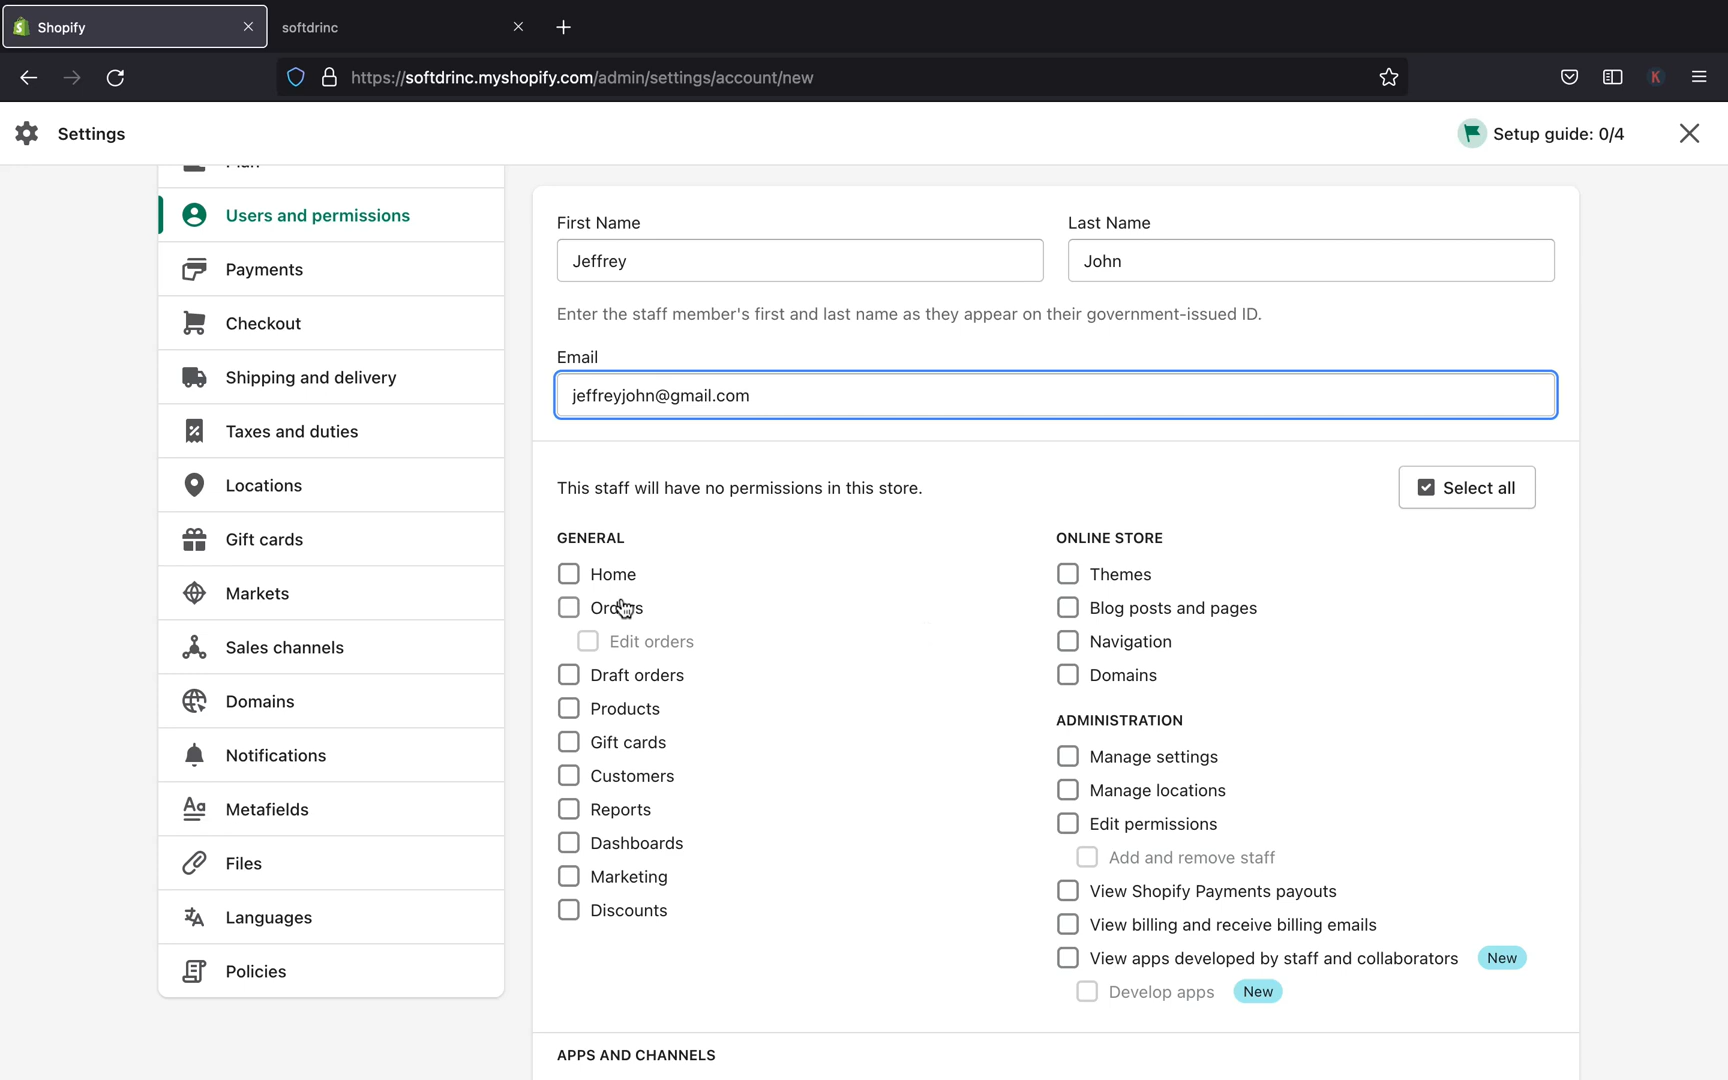 Shopify
softdrinc
https://softdrinc.myshopify.com/admin/settings/account/new
K
Settings
Setup guide: 0/4
Users and permissions
Payments
Checkout
Shipping and delivery
Taxes and duties
Locations
Gift cards
Markets
Sales channels
Domains
Notifications
Metafields
Files
Languages
Policies
First Name
Last Name
Jeffrey
John
Enter the staff member's first and last name as they appear on their government-issued ID.
Email
jeffreyjohn@gmail.com
This staff will have no permissions in this store.
Select all
GENERAL
Home
Orders
Edit orders
Draft orders
Products
Gift cards
Customers
Reports
Dashboards
Marketing
Discounts
ONLINE STORE
Themes
Blog posts and pages
Navigation
Domains
ADMINISTRATION
Manage settings
Manage locations
Edit permissions
Add and remove staff
View Shopify Payments payouts
View billing and receive billing emails
View apps developed by staff and collaborators New
Develop apps New
APPS AND CHANNELS